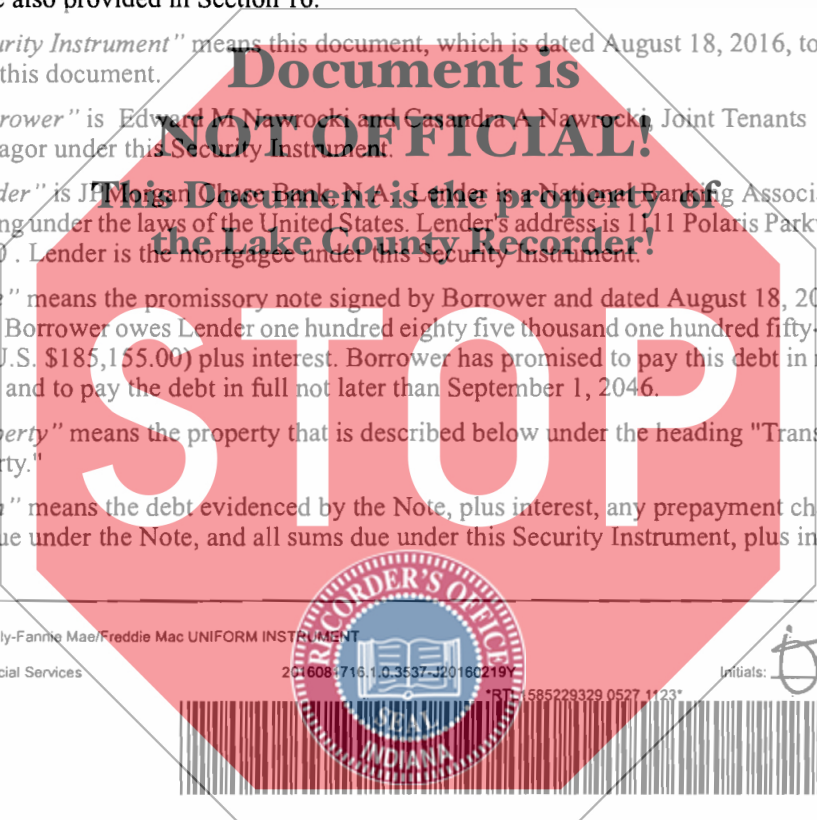 e also provided in Section 16.
urity Instrument” means this document, which is dated August 18, 2016, to
this document.
Document is
rower” is Edward M Nawrocki and Casandra A Nawrocki, Joint Tenants
NOT OFFICIAL!
agor under this Security Instrument.
der” is JPMorgan Chase Bank, N.A.. Lender is a National Banking Associ
This Document is the property of
ng under the laws of the United States. Lender's address is 1111 Polaris Park
the Lake County Recorder!
. Lender is the mortgagee under this Security Instrument.
” means the promissory note signed by Borrower and dated August 18, 20
Borrower owes Lender one hundred eighty five thousand one hundred fifty-
J.S. $185,155.00) plus interest. Borrower has promised to pay this debt in
and to pay the debt in full not later than September 1, 2046.
STOP
perty” means the property that is described below under the heading "Trans
rty."
” means the debt evidenced by the Note, plus interest, any prepayment ch
ue under the Note, and all sums due under this Security Instrument, plus in
RECORDER'S OFFICE
ly-Fannie Mae/Freddie Mac UNIFORM INSTRUMENT
cial Services
.1.0.3537-J20160219Y
Initials:
585229329 0527 1123*
SEAL
INDIANA